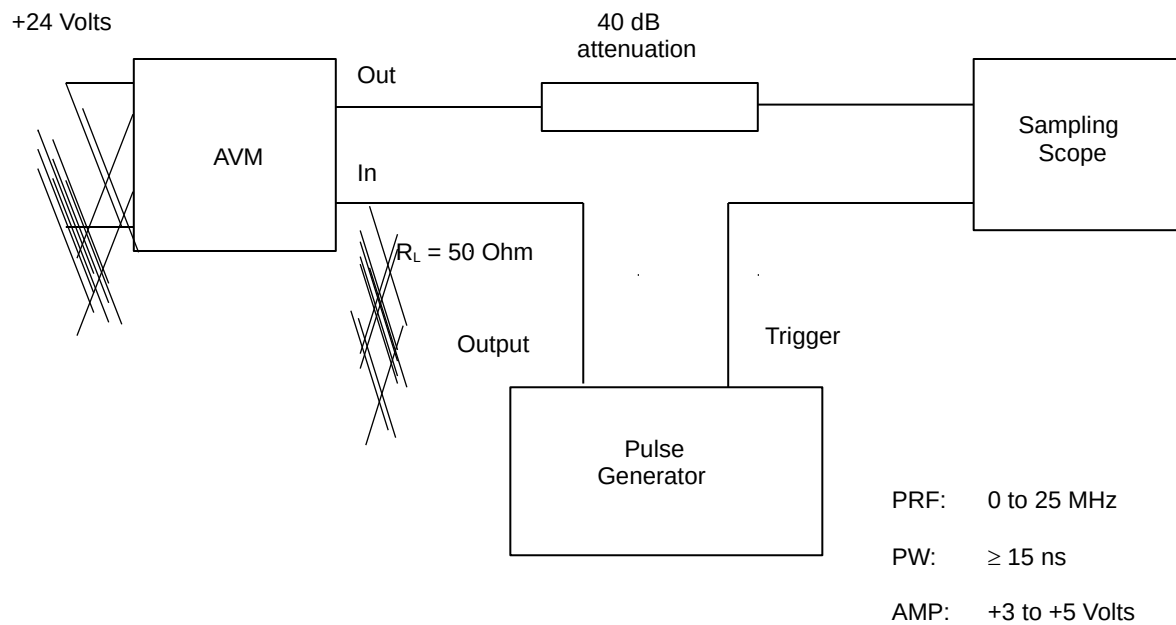 +24 Volts
40 dB
attenuation
Out
AVM
In
Sampling
Scope
R_L = 50 Ohm
Output
Trigger
Pulse
Generator
PRF: 0 to 25 MHz
PW: ≥ 15 ns
AMP: +3 to +5 Volts